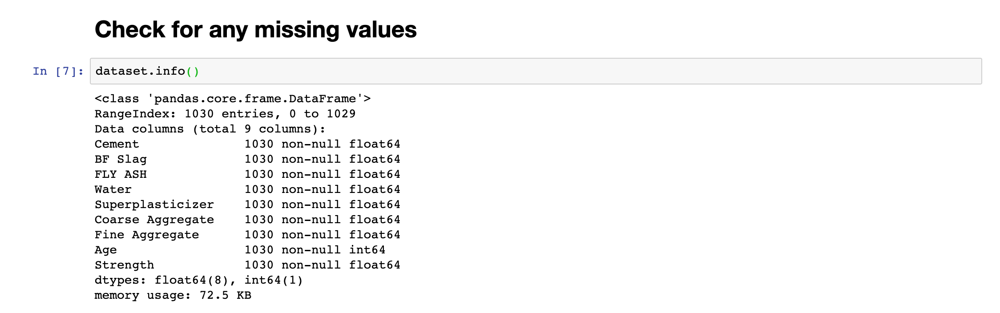 Check for any missing values
In [7]: dataset.info()
<class 'pandas.core.frame.DataFrame'>
RangeIndex: 1030 entries, 0 to 1029
Data columns (total 9 columns):
Cement              1030 non-null float64
BF Slag             1030 non-null float64
FLY ASH             1030 non-null float64
Water               1030 non-null float64
Superplasticizer    1030 non-null float64
Coarse Aggregate    1030 non-null float64
Fine Aggregate      1030 non-null float64
Age                 1030 non-null int64
Strength            1030 non-null float64
dtypes: float64(8), int64(1)
memory usage: 72.5 KB